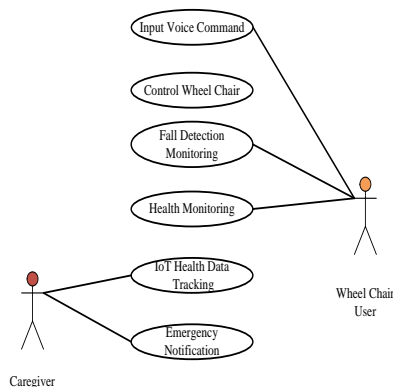 Input Voice Command
Control Wheel Chair
Fall Detection
Monitoring
Health Monitoring
IoT Health Data
Tracking
Wheel Chair
User
Emergency
Notification
Caregiver